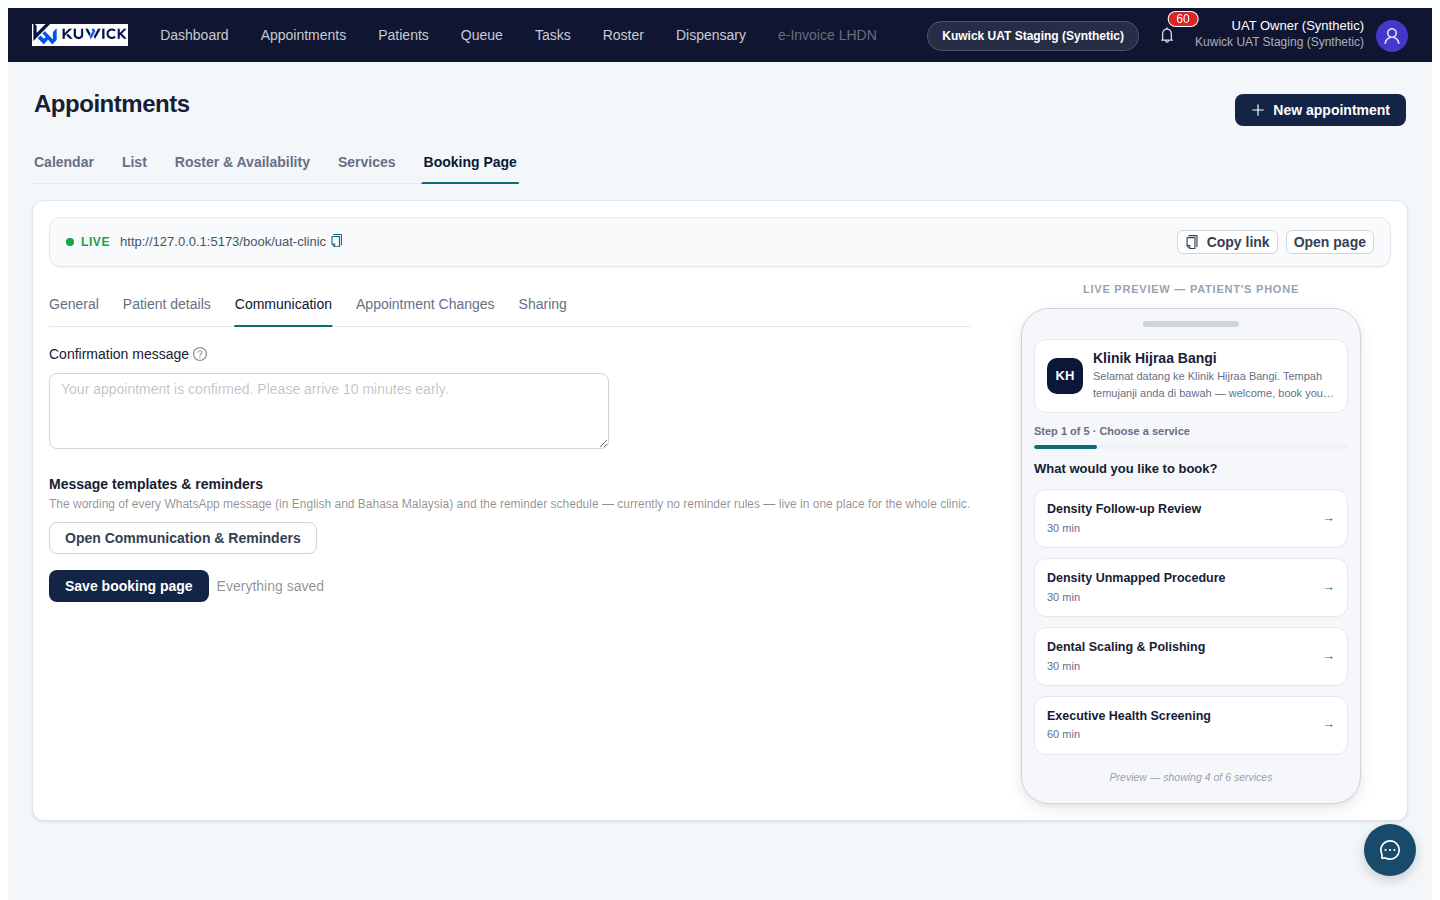 KUWICK
Dashboard
Appointments
Patients
Queue
Tasks
Roster
Dispensary
e-Invoice LHDN
Kuwick UAT Staging (Synthetic)
60
UAT Owner (Synthetic)
Kuwick UAT Staging (Synthetic)
Appointments
New appointment
Calendar
List
Roster & Availability
Services
Booking Page
LIVE
http://127.0.0.1:5173/book/uat-clinic
Copy link
Open page
General
Patient details
Communication
Appointment Changes
Sharing
Confirmation message
Your appointment is confirmed. Please arrive 10 minutes early.
Message templates & reminders
The wording of every WhatsApp message (in English and Bahasa Malaysia) and the reminder schedule — currently no reminder rules — live in one place for the whole clinic.
Open Communication & Reminders
Save booking page
Everything saved
LIVE PREVIEW — PATIENT'S PHONE
KH
Klinik Hijraa Bangi
Selamat datang ke Klinik Hijraa Bangi. Tempah
temujanji anda di bawah — welcome, book you…
Step 1 of 5 · Choose a service
What would you like to book?
Density Follow-up Review
30 min
→
Density Unmapped Procedure
30 min
→
Dental Scaling & Polishing
30 min
→
Executive Health Screening
60 min
→
Preview — showing 4 of 6 services